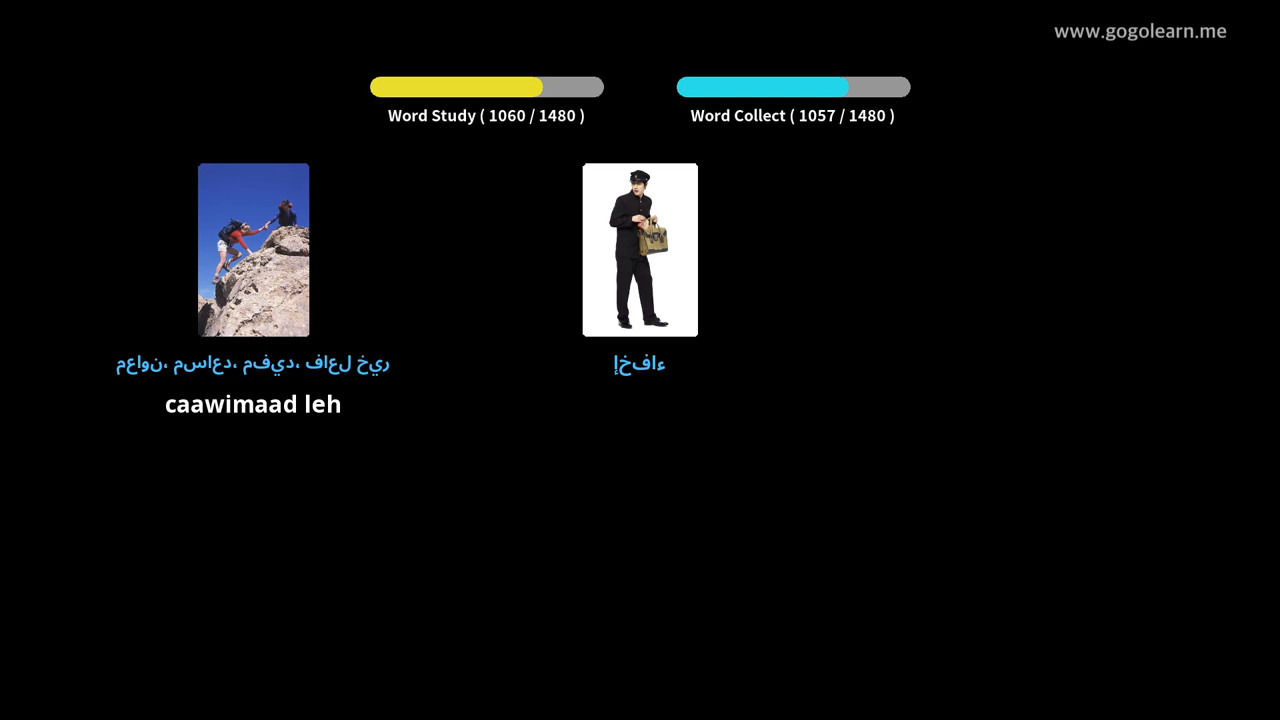 www.gogolearn.me
Word Study ( 1060 / 1480 )
Word Collect ( 1057 / 1480 )
معاون، مساعد، مفيد، فاعل خير
إخفاء
caawimaad leh